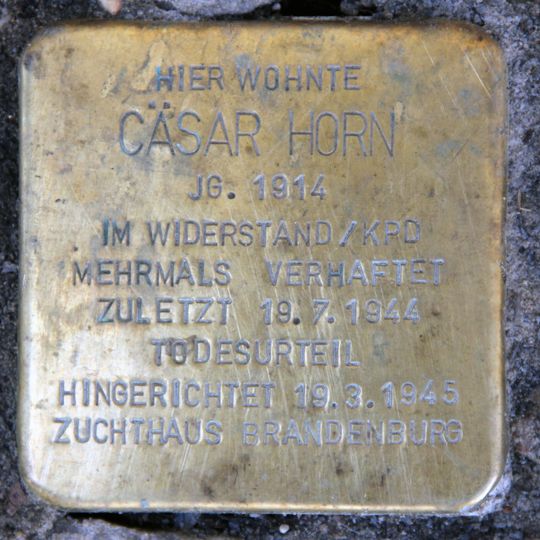 HIER WOHNTE
CÄSAR HORN
JG. 1914
IM WIDERSTAND/KPD
MEHRMALS VERHAFTET
ZULETZT 19.7.1944
TODESURTEIL
HINGERICHTET 19.3.1945
ZUCHTHAUS BRANDENBURG